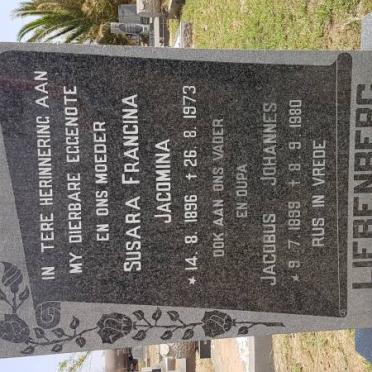 IN TERE HERINNERING AAN
MY DIERBARE EGGENOTE
EN ONS MOEDER
SUSARA FRANCINA
JACOMINA
* 14. 8. 1896 † 26. 8. 1973
OOK AAN ONS VADER
EN OUPA
JACOBUS JOHANNES
* 9. 7. 1899 † 8. 9. 1980
RUS IN VREDE
LIEBENBERG